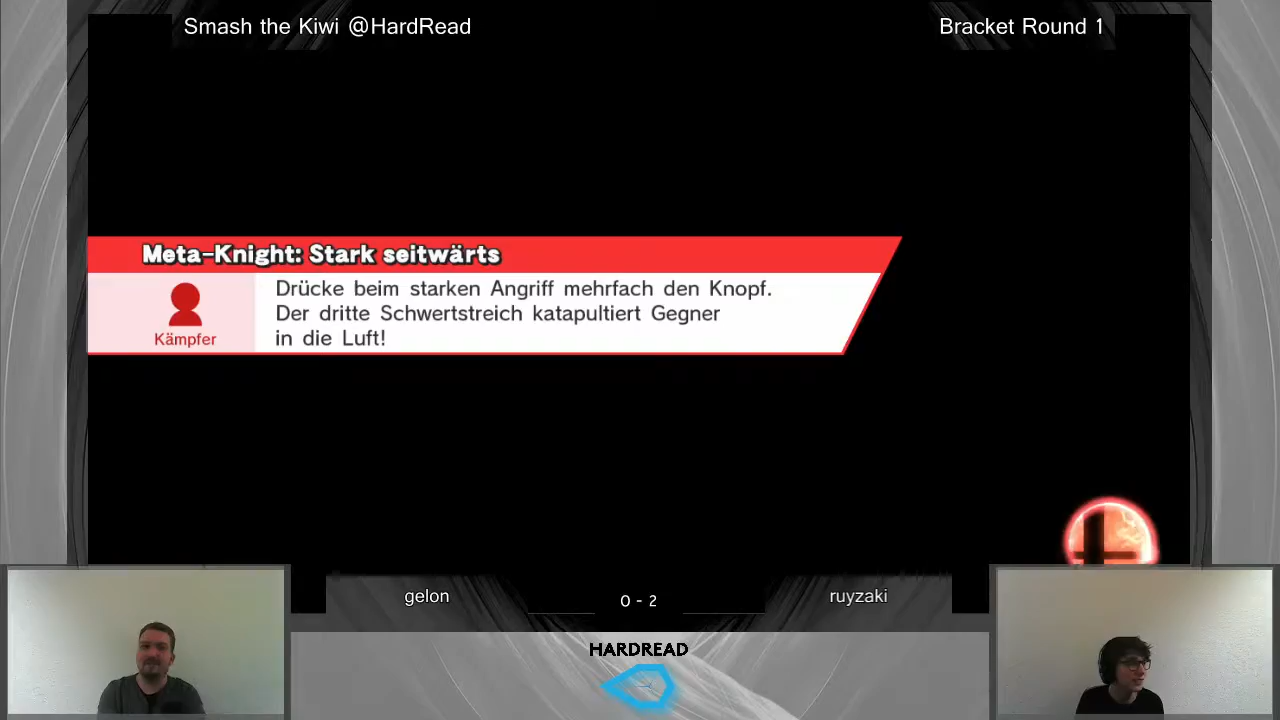 Smash the Kiwi @HardRead
Bracket Round 1
Meta-Knight: Stark seitwärts
Drücke beim starken Angriff mehrfach den Knopf.
Der dritte Schwertstreich katapultiert Gegner
in die Luft!
Kämpfer
gelon
0 - 2
ruyzaki
HARDREAD